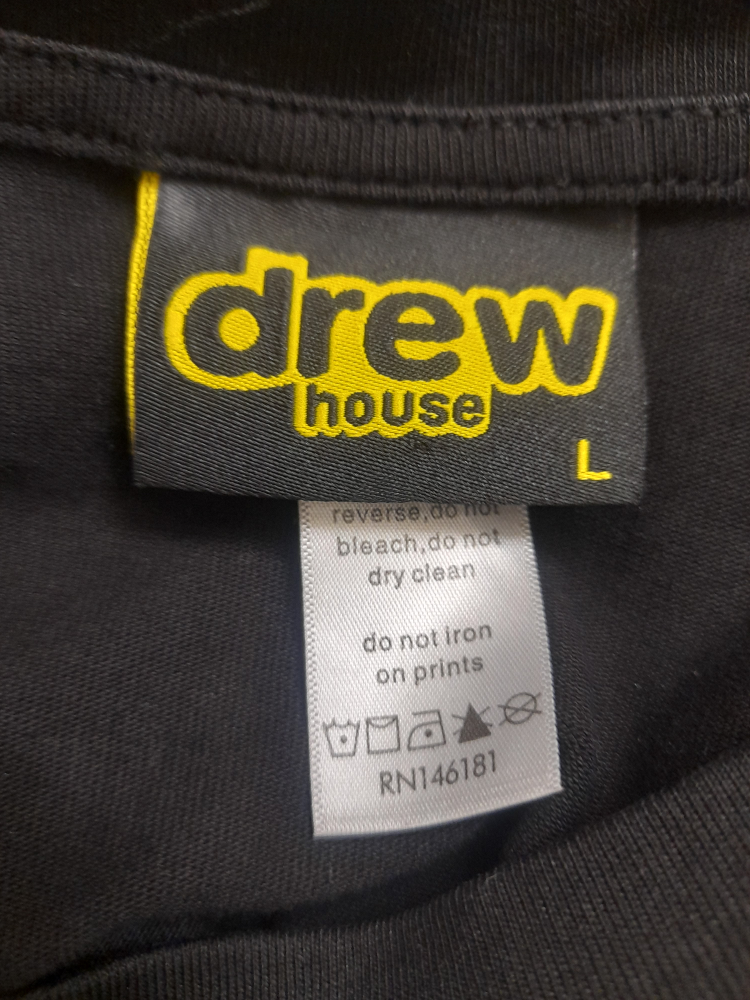 drew
house
L
reverse,do not
bleach,do not
dry clean
do not iron
on prints
RN146181